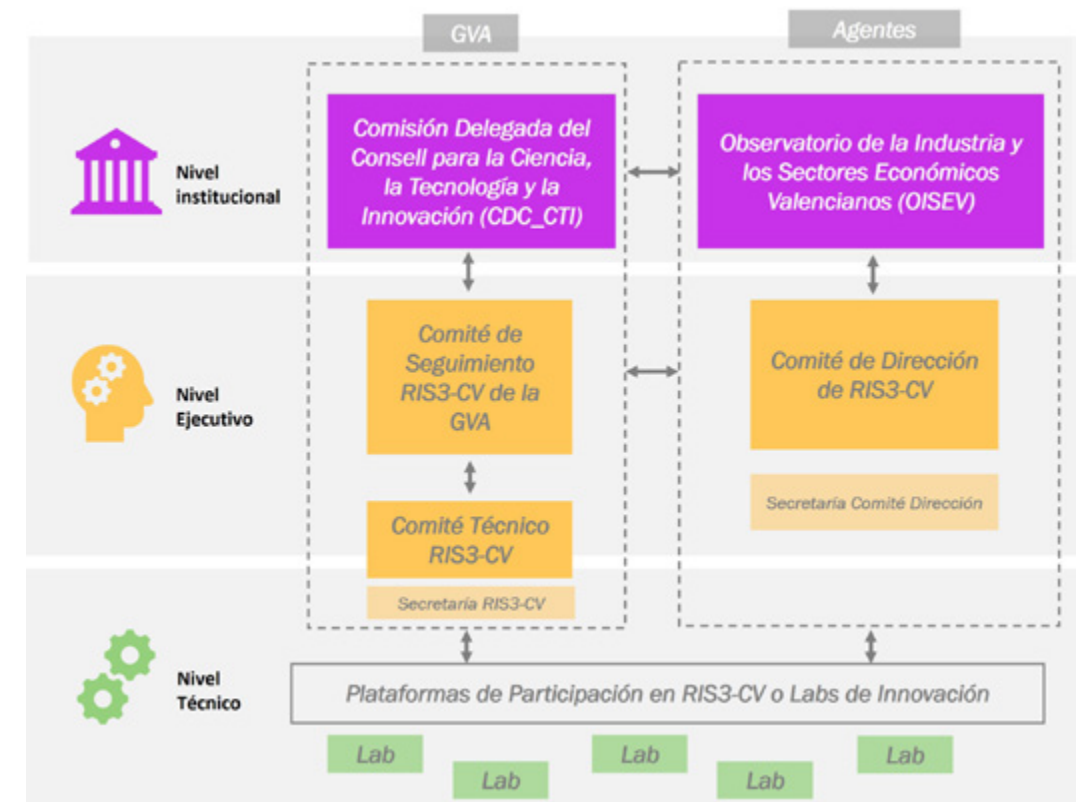 GVA
Agentes
Nivel
institucional
Comisión Delegada del
Consell para la Ciencia,
la Tecnología y la
Innovación (CDC_CTI)
Observatorio de la Industria y
los Sectores Económicos
Valencianos (OISEV)
Nivel
Ejecutivo
Comité de
Seguimiento
RIS3-CV de la
GVA
Comité de Dirección
de RIS3-CV
Secretaría Comité Dirección
Comité Técnico
RIS3-CV
Secretaría RIS3-CV
Nivel
Técnico
Plataformas de Participación en RIS3-CV o Labs de Innovación
Lab
Lab
Lab
Lab
Lab